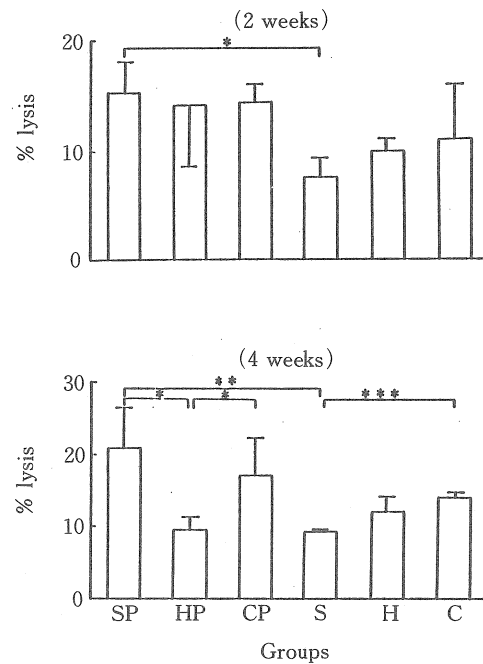 (2 weeks)
20
*
% lysis
10
0
(4 weeks)
30
**
* * ***
20
% lysis
10
0
SP HP CP S H C
Groups